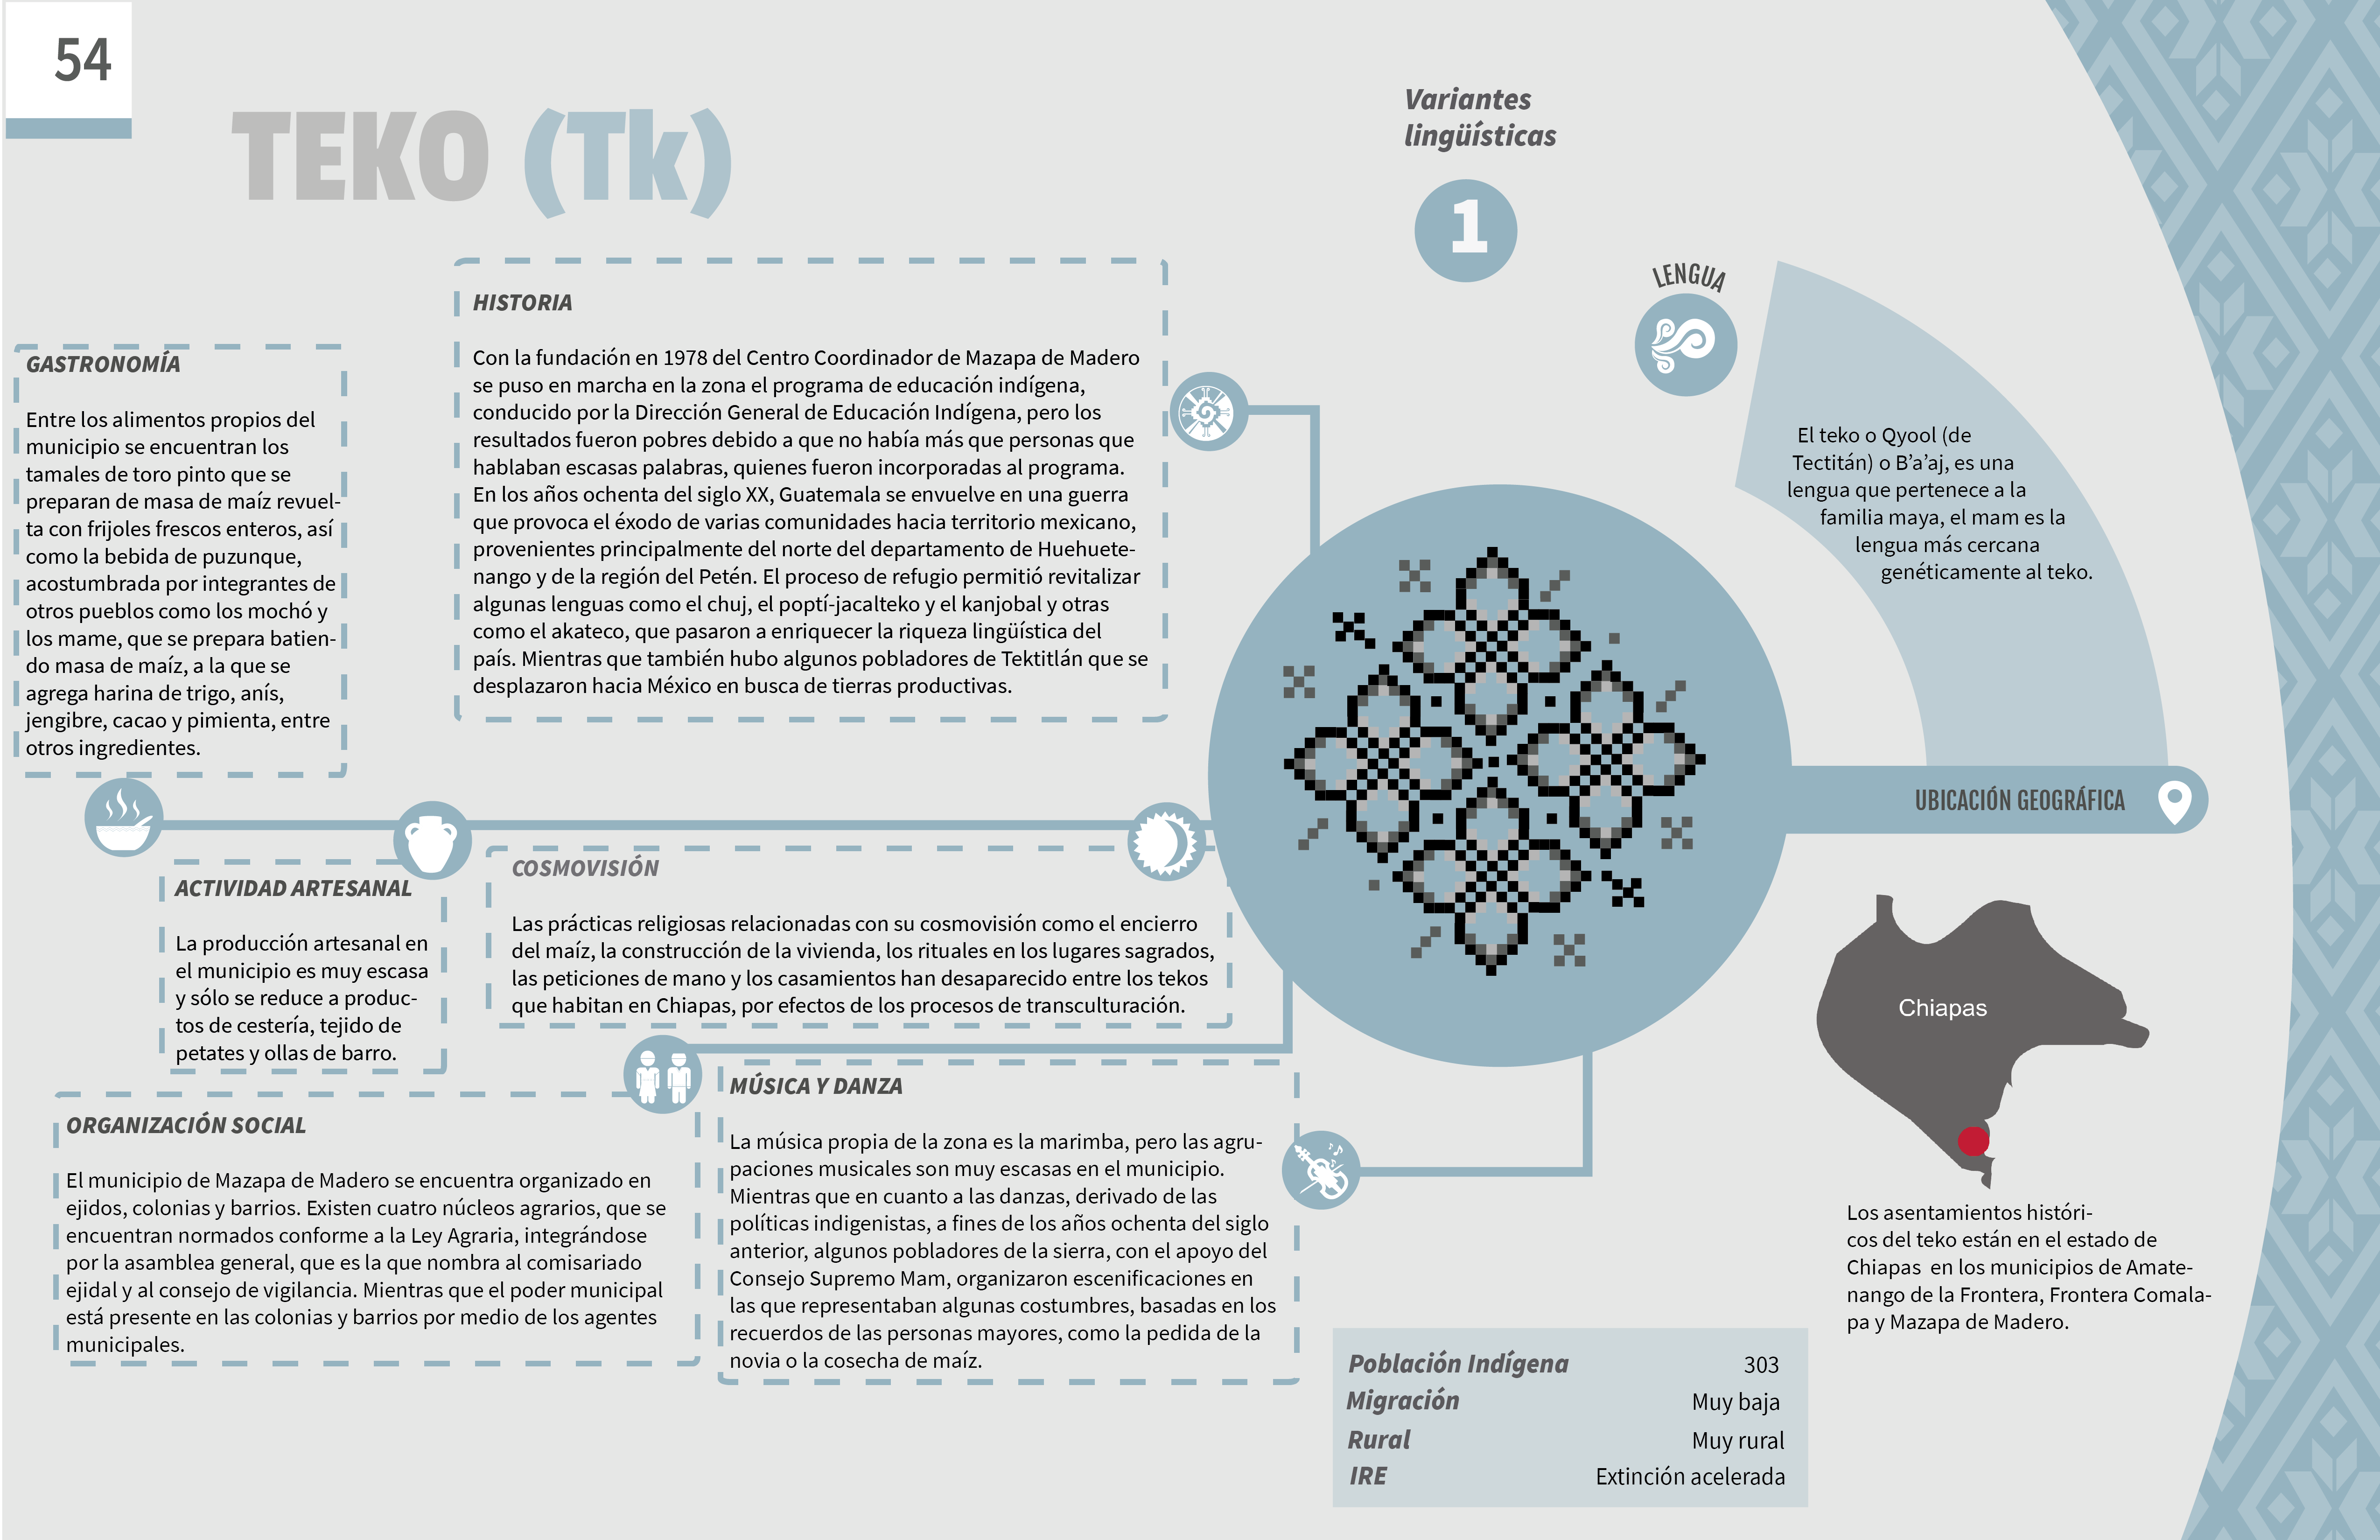 54
TEKO (Tk)
Variantes
lingüísticas
1
LENGUA
El teko o Qyool (de
Tectitán) o B’a’aj, es una
lengua que pertenece a la
familia maya, el mam es la
lengua más cercana
genéticamente al teko.
HISTORIA
Con la fundación en 1978 del Centro Coordinador de Mazapa de Madero
se puso en marcha en la zona el programa de educación indígena,
conducido por la Dirección General de Educación Indígena, pero los
resultados fueron pobres debido a que no había más que personas que
hablaban escasas palabras, quienes fueron incorporadas al programa.
En los años ochenta del siglo XX, Guatemala se envuelve en una guerra
que provoca el éxodo de varias comunidades hacia territorio mexicano,
provenientes principalmente del norte del departamento de Huehuete-
nango y de la región del Petén. El proceso de refugio permitió revitalizar
algunas lenguas como el chuj, el poptí-jacalteko y el kanjobal y otras
como el akateco, que pasaron a enriquecer la riqueza lingüística del
país. Mientras que también hubo algunos pobladores de Tektitlán que se
desplazaron hacia México en busca de tierras productivas.
GASTRONOMÍA
Entre los alimentos propios del
municipio se encuentran los
tamales de toro pinto que se
preparan de masa de maíz revuel-
ta con frijoles frescos enteros, así
como la bebida de puzunque,
acostumbrada por integrantes de
otros pueblos como los mochó y
los mame, que se prepara batien-
do masa de maíz, a la que se
agrega harina de trigo, anís,
jengibre, cacao y pimienta, entre
otros ingredientes.
UBICACIÓN GEOGRÁFICA
ACTIVIDAD ARTESANAL
La producción artesanal en
el municipio es muy escasa
y sólo se reduce a produc-
tos de cestería, tejido de
petates y ollas de barro.
COSMOVISIÓN
Las prácticas religiosas relacionadas con su cosmovisión como el encierro
del maíz, la construcción de la vivienda, los rituales en los lugares sagrados,
las peticiones de mano y los casamientos han desaparecido entre los tekos
que habitan en Chiapas, por efectos de los procesos de transculturación.
Chiapas
ORGANIZACIÓN SOCIAL
El municipio de Mazapa de Madero se encuentra organizado en
ejidos, colonias y barrios. Existen cuatro núcleos agrarios, que se
encuentran normados conforme a la Ley Agraria, integrándose
por la asamblea general, que es la que nombra al comisariado
ejidal y al consejo de vigilancia. Mientras que el poder municipal
está presente en las colonias y barrios por medio de los agentes
municipales.
MÚSICA Y DANZA
La música propia de la zona es la marimba, pero las agru-
paciones musicales son muy escasas en el municipio.
Mientras que en cuanto a las danzas, derivado de las
políticas indigenistas, a fines de los años ochenta del siglo
anterior, algunos pobladores de la sierra, con el apoyo del
Consejo Supremo Mam, organizaron escenificaciones en
las que representaban algunas costumbres, basadas en los
recuerdos de las personas mayores, como la pedida de la
novia o la cosecha de maíz.
Los asentamientos históri-
cos del teko están en el estado de
Chiapas  en los municipios de Amate-
nango de la Frontera, Frontera Comala-
pa y Mazapa de Madero.
Población Indígena 303
Migración Muy baja
Rural Muy rural
IRE Extinción acelerada